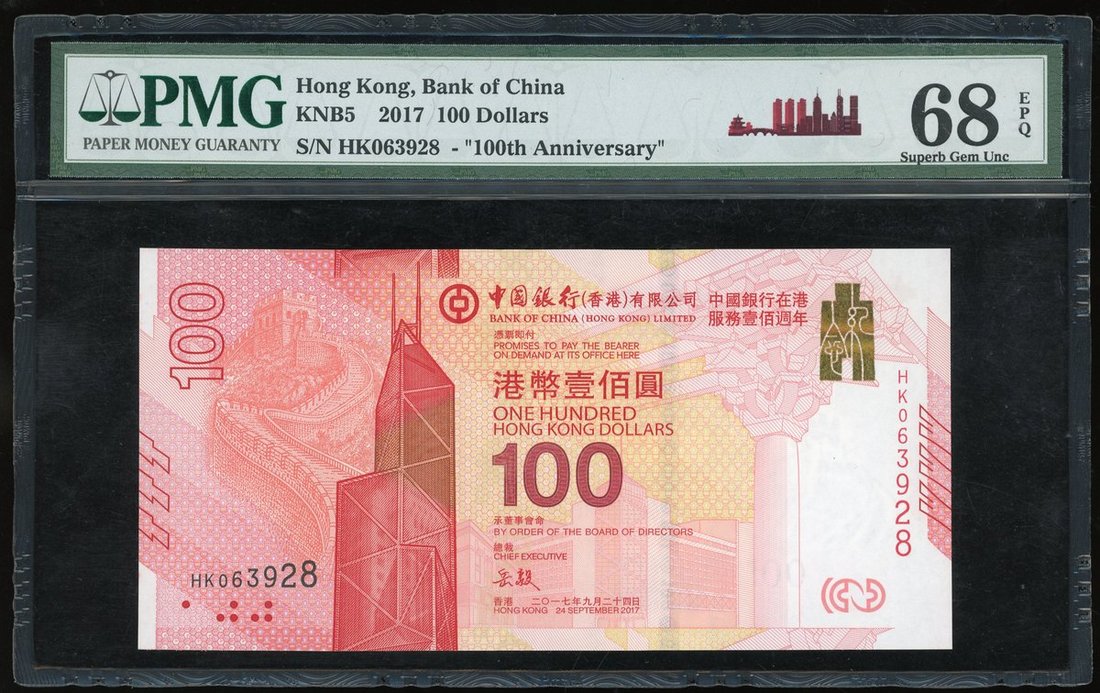 PMG
PAPER MONEY GUARANTY
Hong Kong, Bank of China
KNB5 2017 100 Dollars
S/N HK063928 - "100th Anniversary"
68
EPQ
Superb Gem Unc
100
中國銀行(香港)有限公司
BANK OF CHINA (HONG KONG) LIMITED
中國銀行在港
服務壹佰週年
憑票即付
PROMISES TO PAY THE BEARER
ON DEMAND AT ITS OFFICE HERE
港幣壹佰圓
ONE HUNDRED
HONG KONG DOLLARS
100
承董事會命
BY ORDER OF THE BOARD OF DIRECTORS
總裁
CHIEF EXECUTIVE
岳毅
香港 二〇一七年九月二十四日
HONG KONG 24 SEPTEMBER 2017
HK063928
HK063928